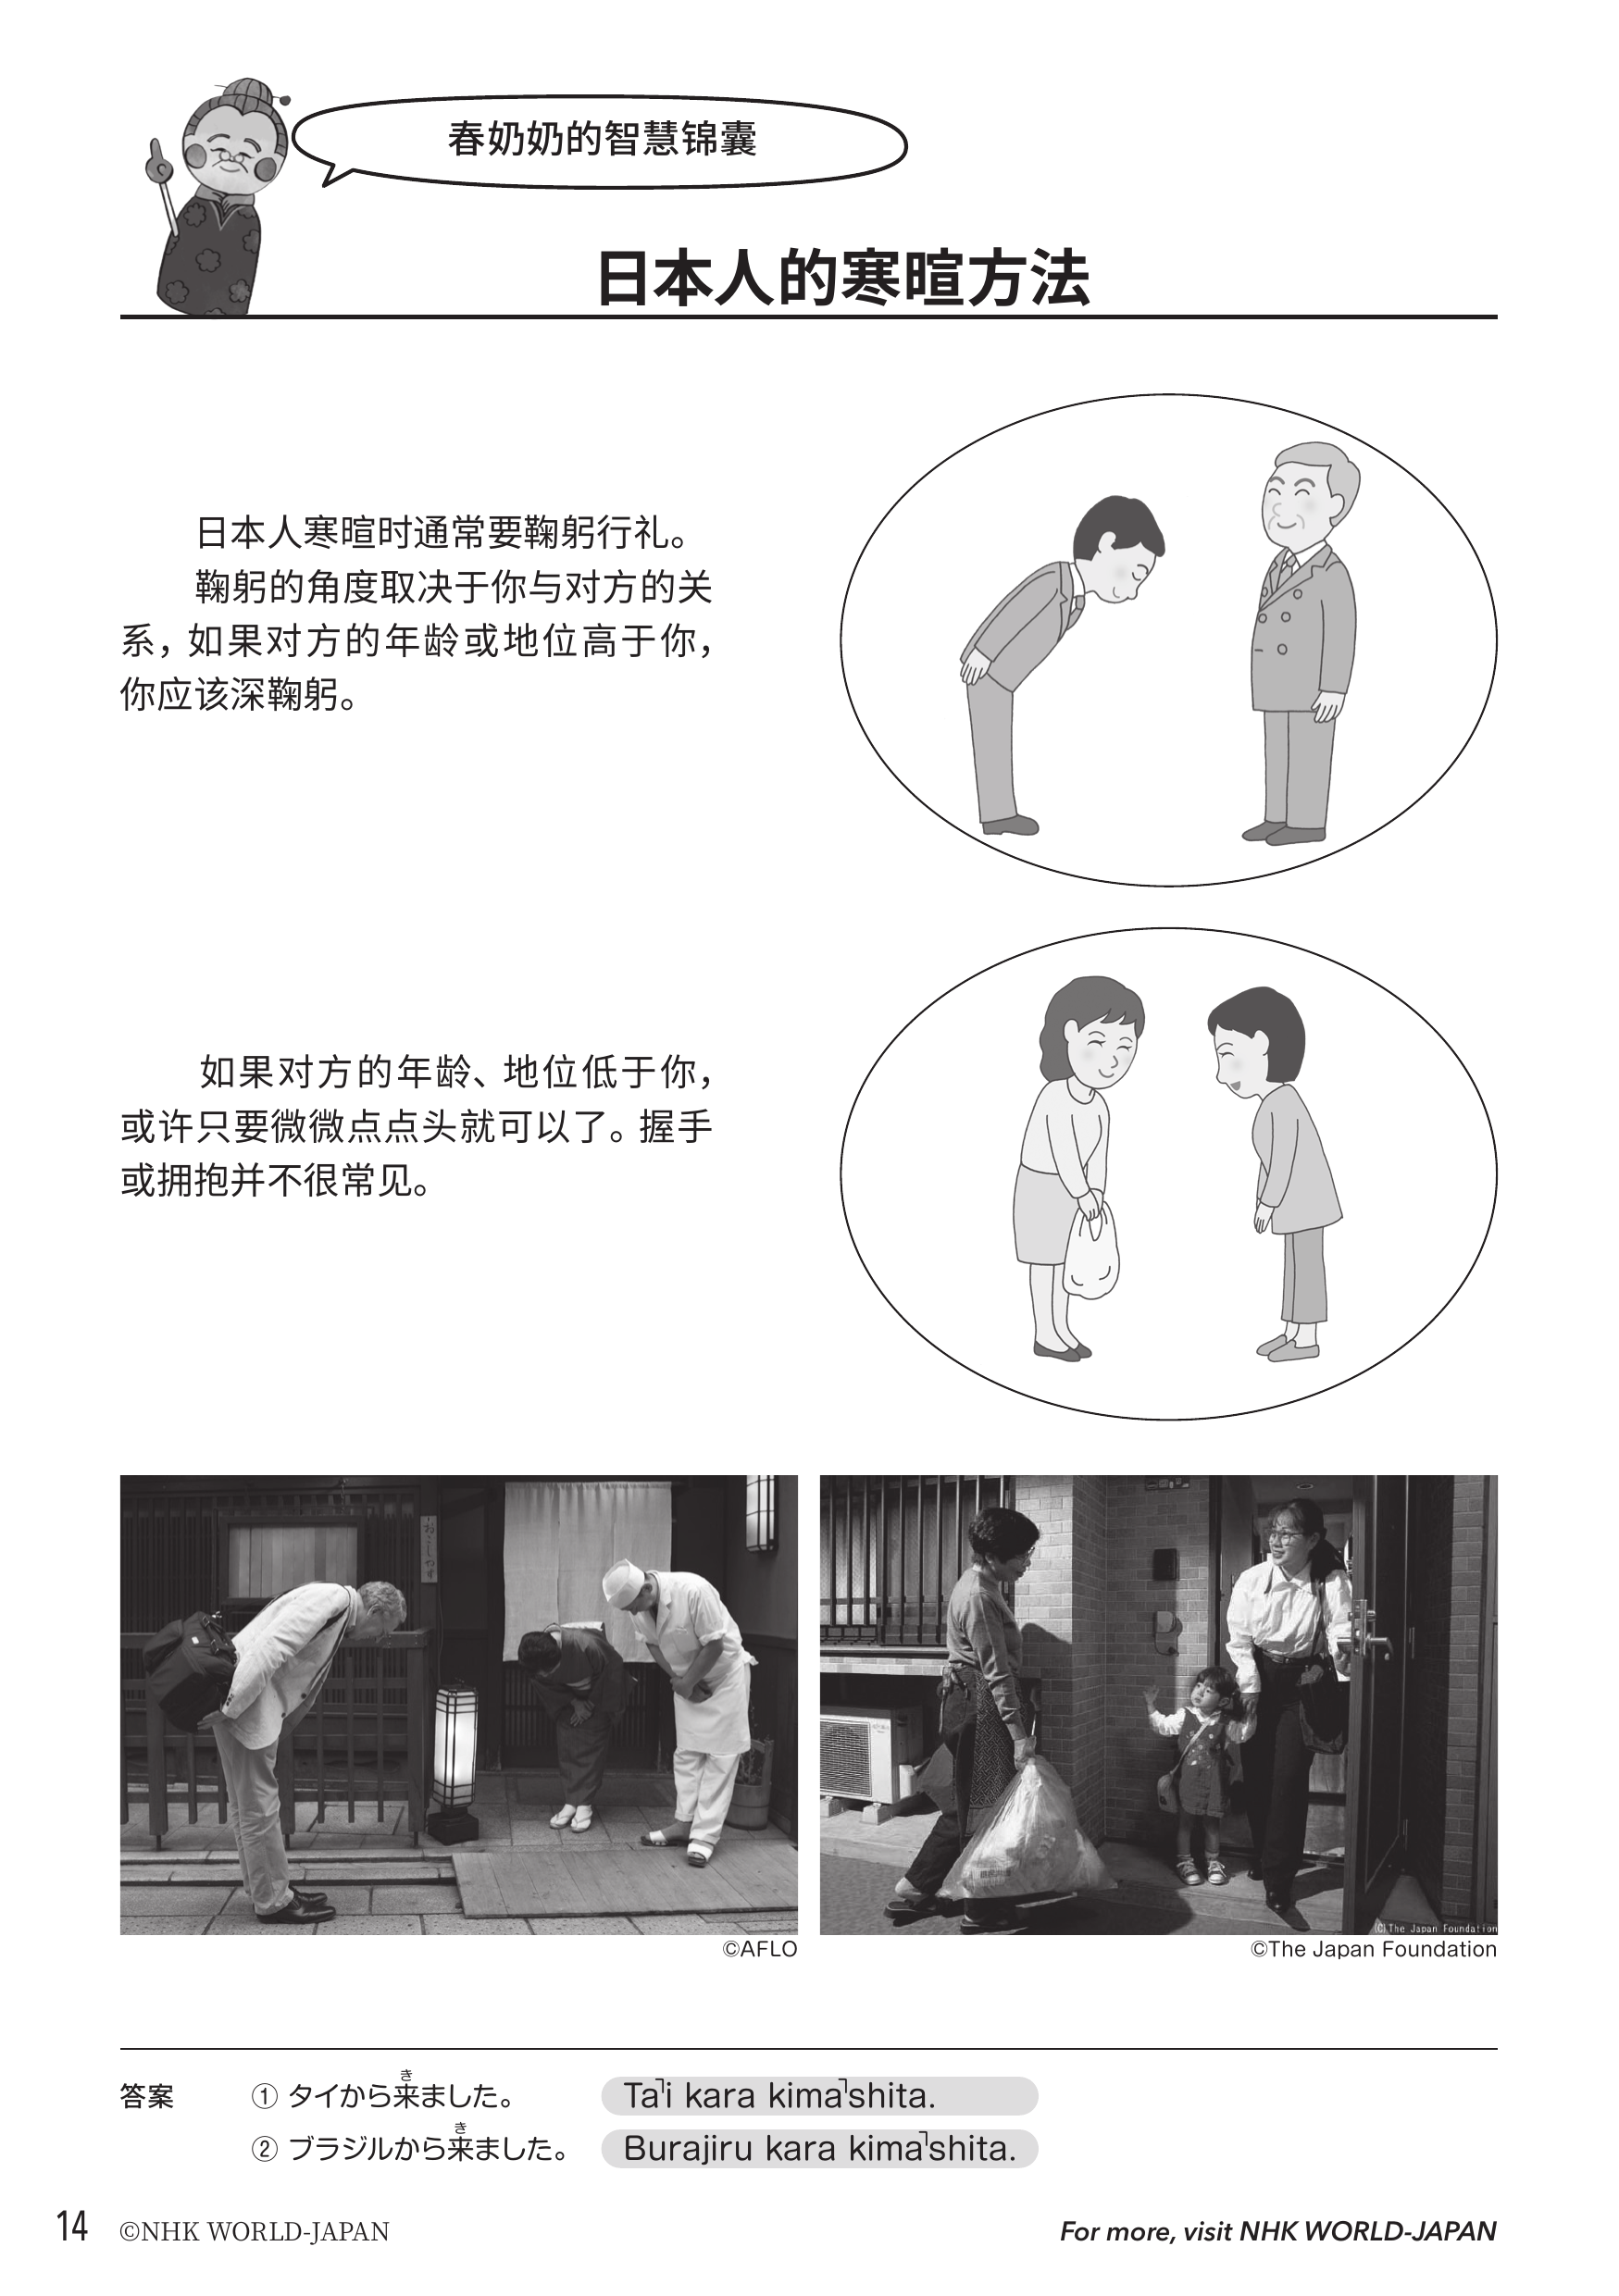 春奶奶的智慧锦囊
日本人的寒暄方法
日本人寒暄时通常要鞠躬行礼。
鞠躬的角度取决于你与对方的关
系，如果对方的年龄或地位高于你，
你应该深鞠躬。
如果对方的年龄、地位低于你，
或许只要微微点点头就可以了。握手
或拥抱并不很常见。
(C)The Japan Foundation
©AFLO
©The Japan Foundation
答案
① タイから来ました。
き
Ta˥i kara kima˥shita.
② ブラジルから来ました。
き
Burajiru kara kima˥shita.
14 ©NHK WORLD-JAPAN
For more, visit NHK WORLD-JAPAN